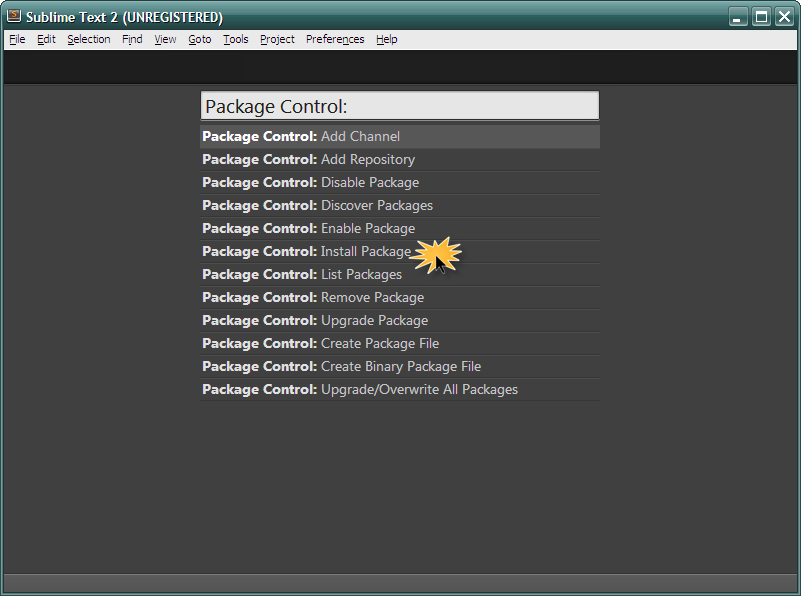 Sublime Text 2 (UNREGISTERED)
File Edit Selection Find View Goto Tools Project Preferences Help
Package Control:
Package Control: Add Channel
Package Control: Add Repository
Package Control: Disable Package
Package Control: Discover Packages
Package Control: Enable Package
Package Control: Install Package
Package Control: List Packages
Package Control: Remove Package
Package Control: Upgrade Package
Package Control: Create Package File
Package Control: Create Binary Package File
Package Control: Upgrade/Overwrite All Packages